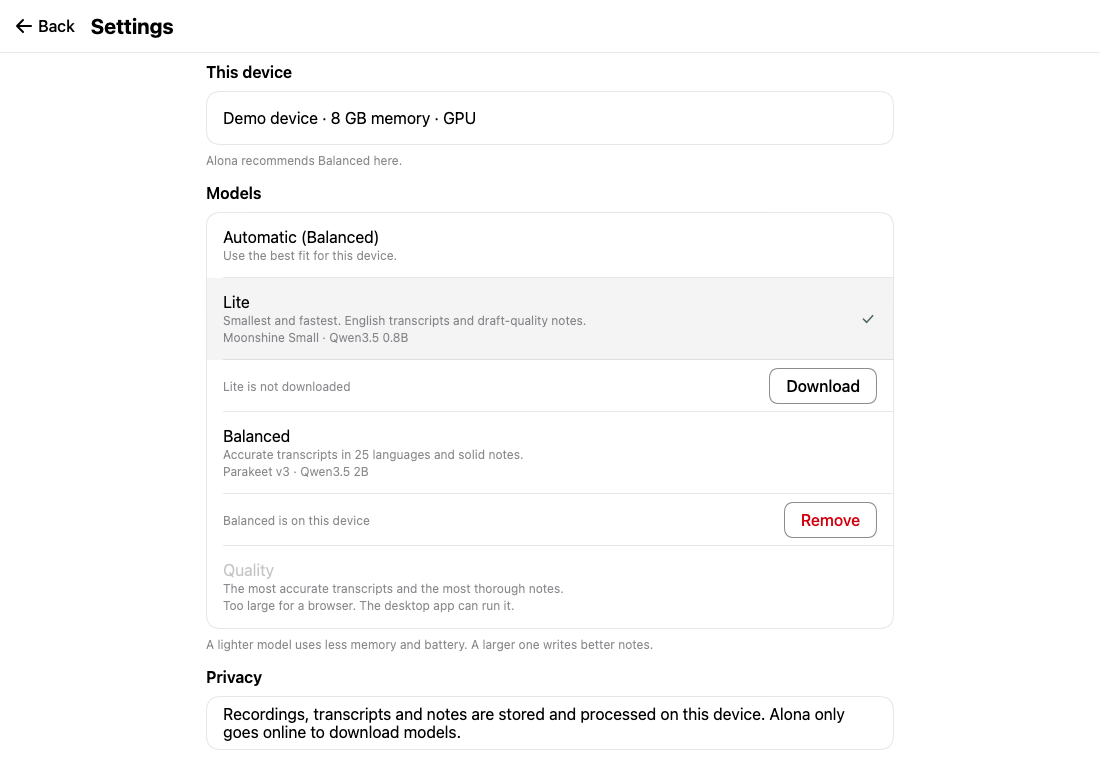 Back Settings
This device
Demo device · 8 GB memory · GPU
Alona recommends Balanced here.
Models
Automatic (Balanced)
Use the best fit for this device.
Lite
Smallest and fastest. English transcripts and draft-quality notes.
Moonshine Small · Qwen3.5 0.8B
Lite is not downloaded Download
Balanced
Accurate transcripts in 25 languages and solid notes.
Parakeet v3 · Qwen3.5 2B
Balanced is on this device Remove
Quality
The most accurate transcripts and the most thorough notes.
Too large for a browser. The desktop app can run it.
A lighter model uses less memory and battery. A larger one writes better notes.
Privacy
Recordings, transcripts and notes are stored and processed on this device. Alona only
goes online to download models.